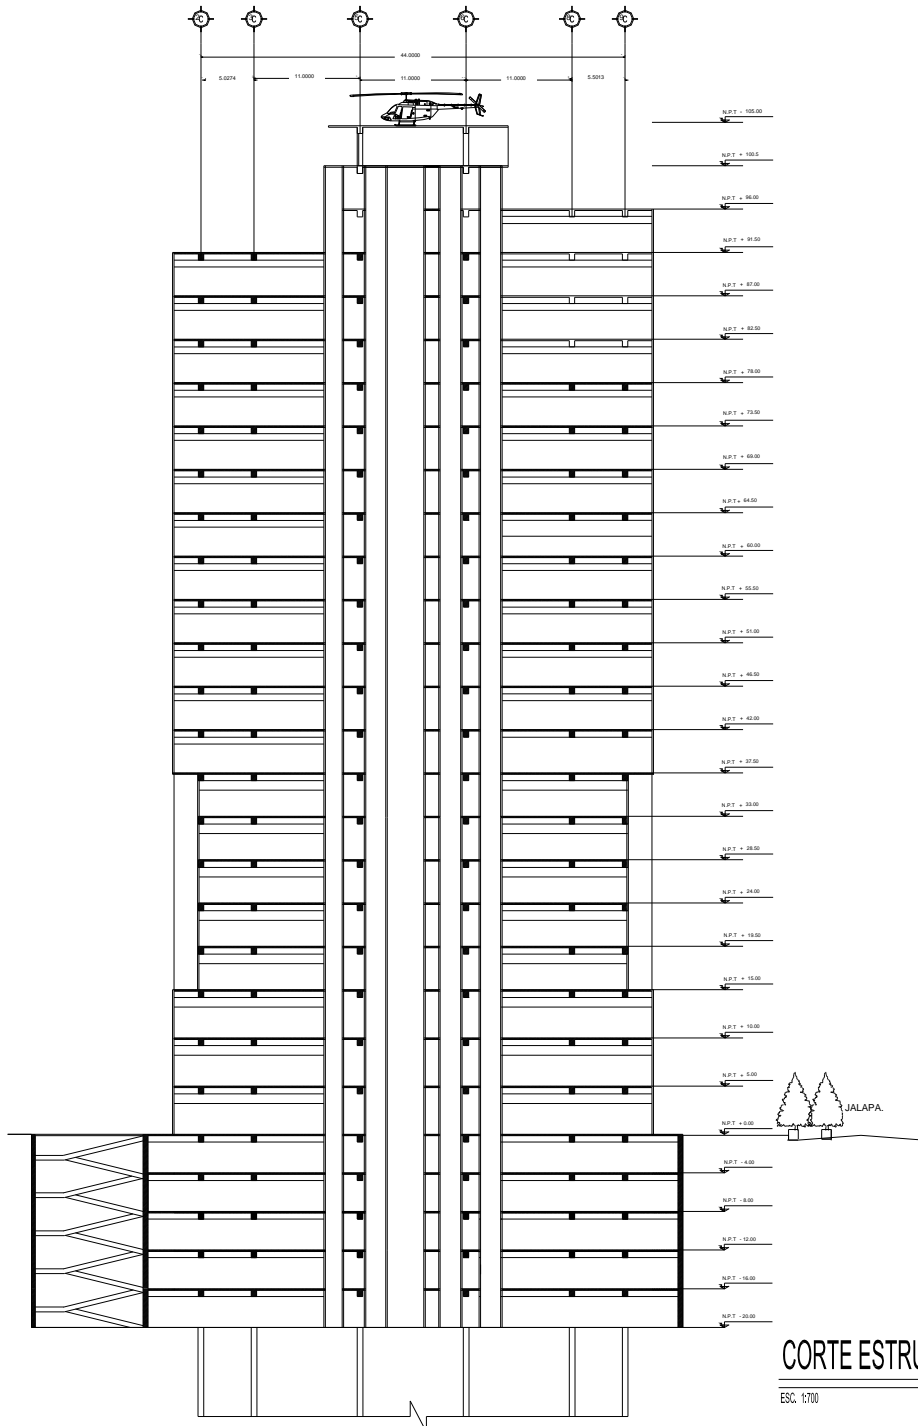 44.0000
5.0274
11.0000
11.0000
11.0000
5.5013
N.P.T - 105.00
N.P.T + 100.5
N.P.T + 96.00
N.P.T + 91.50
N.P.T + 87.00
N.P.T + 82.50
N.P.T + 78.00
N.P.T + 73.50
N.P.T + 69.00
N.P.T + 64.50
N.P.T + 60.00
N.P.T + 55.50
N.P.T + 51.00
N.P.T + 46.50
N.P.T + 42.00
N.P.T + 37.50
N.P.T + 33.00
N.P.T + 28.50
N.P.T + 24.00
N.P.T + 19.50
N.P.T + 15.00
N.P.T + 10.00
N.P.T + 5.00
JALAPA.
N.P.T + 0.00
N.P.T - 4.00
N.P.T - 8.00
N.P.T - 12.00
N.P.T - 16.00
N.P.T - 20.00
CORTE ESTRU
ESC. 1:700